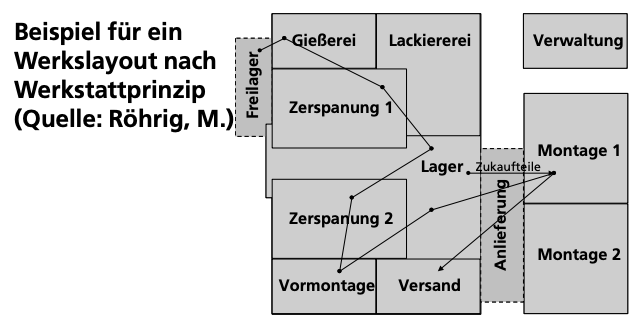 Beispiel für ein
Werkslayout nach
Werkstattprinzip
(Quelle: Röhrig, M.)
Freilager
Gießerei
Lackiererei
Verwaltung
Zerspanung 1
Lager
Zukaufteile
Montage 1
Zerspanung 2
Anlieferung
Montage 2
Vormontage
Versand